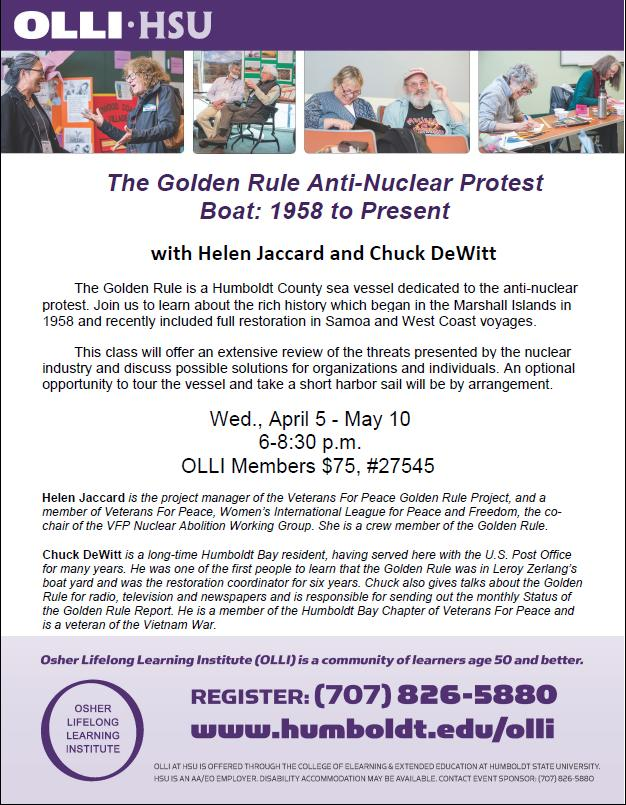 OLLI·HSU
The Golden Rule Anti-Nuclear Protest
Boat: 1958 to Present
with Helen Jaccard and Chuck DeWitt
The Golden Rule is a Humboldt County sea vessel dedicated to the anti-nuclear
protest. Join us to learn about the rich history which began in the Marshall Islands in
1958 and recently included full restoration in Samoa and West Coast voyages.
This class will offer an extensive review of the threats presented by the nuclear
industry and discuss possible solutions for organizations and individuals. An optional
opportunity to tour the vessel and take a short harbor sail will be by arrangement.
Wed., April 5 - May 10
6-8:30 p.m.
OLLI Members $75, #27545
Helen Jaccard is the project manager of the Veterans For Peace Golden Rule Project, and a
member of Veterans For Peace, Women's International League for Peace and Freedom, the co-
chair of the VFP Nuclear Abolition Working Group. She is a crew member of the Golden Rule.
Chuck DeWitt is a long-time Humboldt Bay resident, having served here with the U.S. Post Office
for many years. He was one of the first people to learn that the Golden Rule was in Leroy Zerlang's
boat yard and was the restoration coordinator for six years. Chuck also gives talks about the Golden
Rule for radio, television and newspapers and is responsible for sending out the monthly Status of
the Golden Rule Report. He is a member of the Humboldt Bay Chapter of Veterans For Peace and
is a veteran of the Vietnam War.
Osher Lifelong Learning Institute (OLLI) is a community of learners age 50 and better.
OSHER
LIFELONG
LEARNING
INSTITUTE
REGISTER: (707) 826-5880
www.humboldt.edu/olli
OLLI AT HSU IS OFFERED THROUGH THE COLLEGE OF ELEARNING & EXTENDED EDUCATION AT HUMBOLDT STATE UNIVERSITY.
HSU IS AN AA/EO EMPLOYER. DISABILITY ACCOMMODATION MAY BE AVAILABLE. CONTACT EVENT SPONSOR: (707) 826-5880